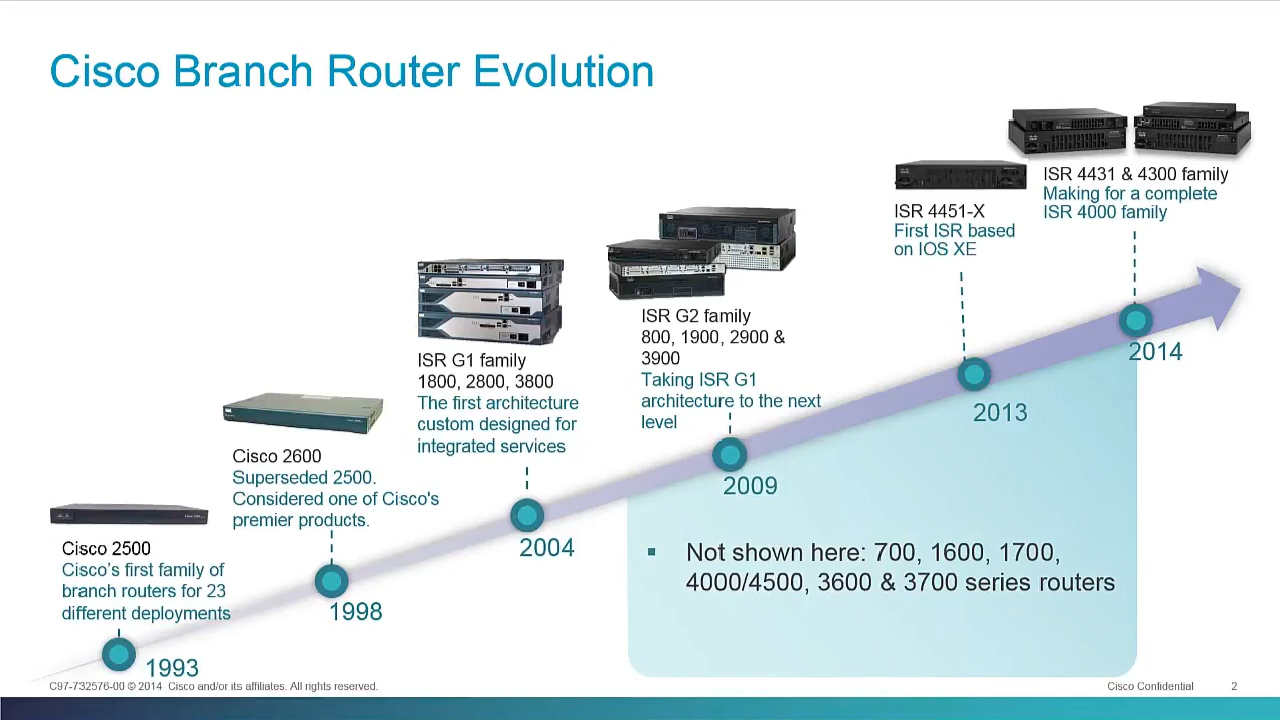 Cisco Branch Router Evolution
ISR 4431 & 4300 family
Making for a complete
ISR 4000 family
ISR 4451-X
First ISR based
on IOS XE
ISR G2 family
800, 1900, 2900 &
3900
Taking ISR G1
architecture to the next
level
ISR G1 family
1800, 2800, 3800
The first architecture
custom designed for
integrated services
Cisco 2600
Superseded 2500.
Considered one of Cisco's
premier products.
Cisco 2500
Cisco’s first family of
branch routers for 23
different deployments
1993
1998
2004
2009
2013
2014
▪ Not shown here: 700, 1600, 1700,
4000/4500, 3600 & 3700 series routers
C97-732576-00 © 2014 Cisco and/or its affiliates. All rights reserved.
Cisco Confidential
2